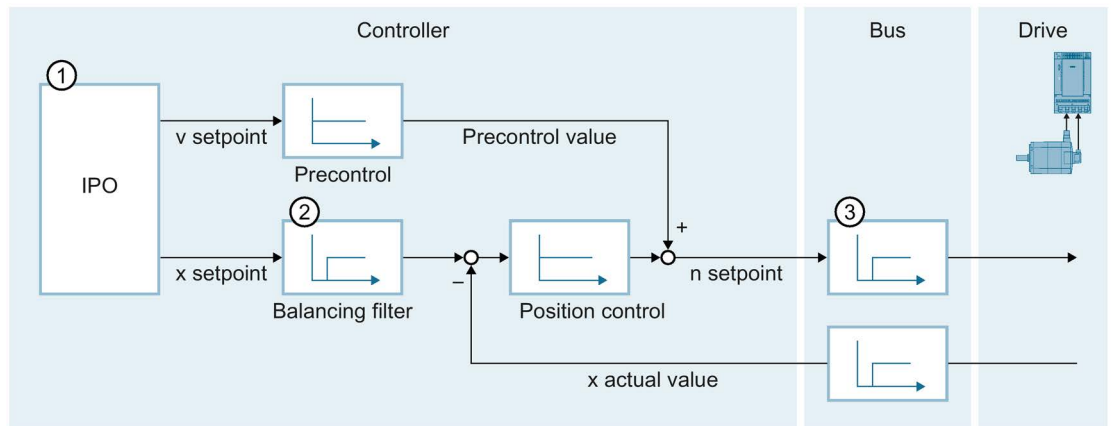 Controller
Bus
Drive
1
IPO
v setpoint
Precontrol value
Precontrol
+
2
3
x setpoint
−
n setpoint
Balancing filter
Position control
x actual value